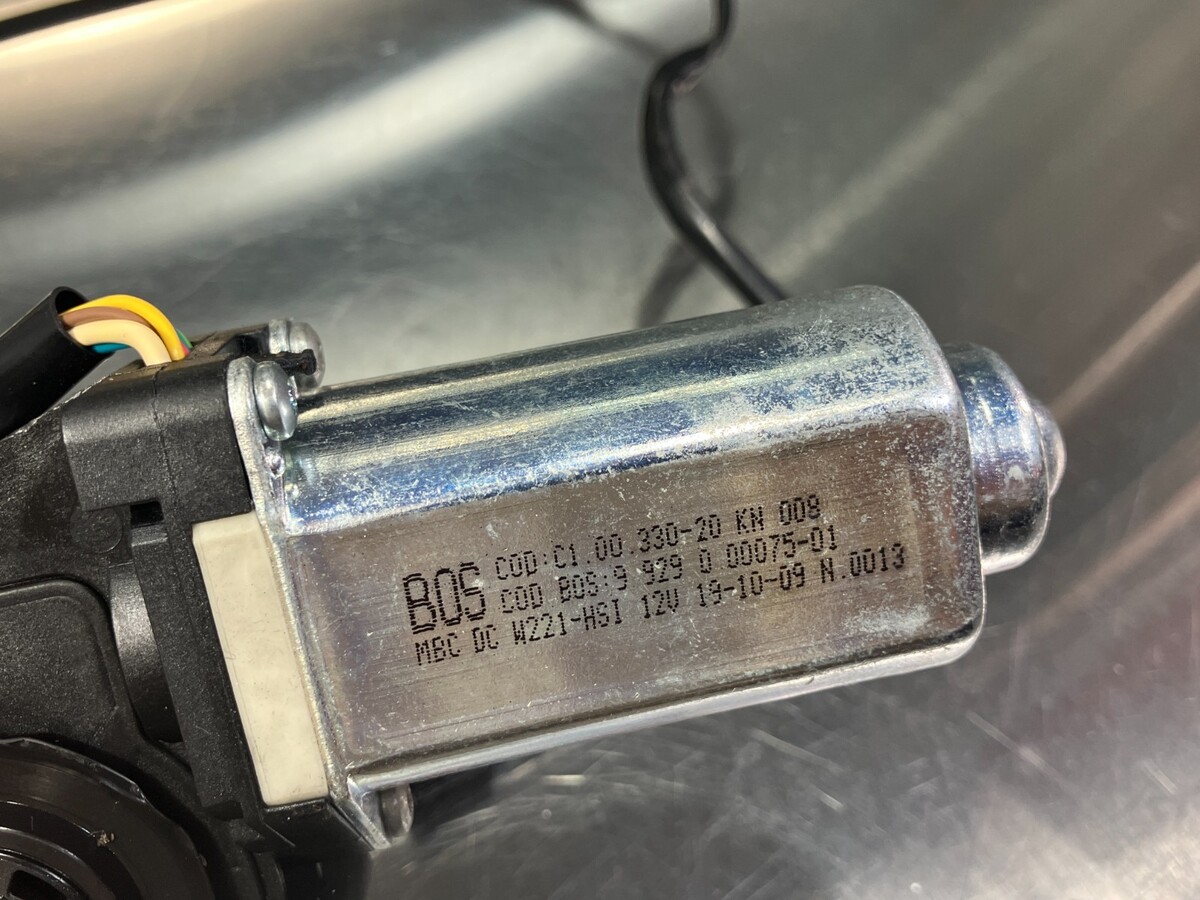 BOS
COD:C1.00.330-20 KN 008
COD BOS:9 929 0 00075-01
MBC DC W221-HSI 12V 19-10-09 N.0013